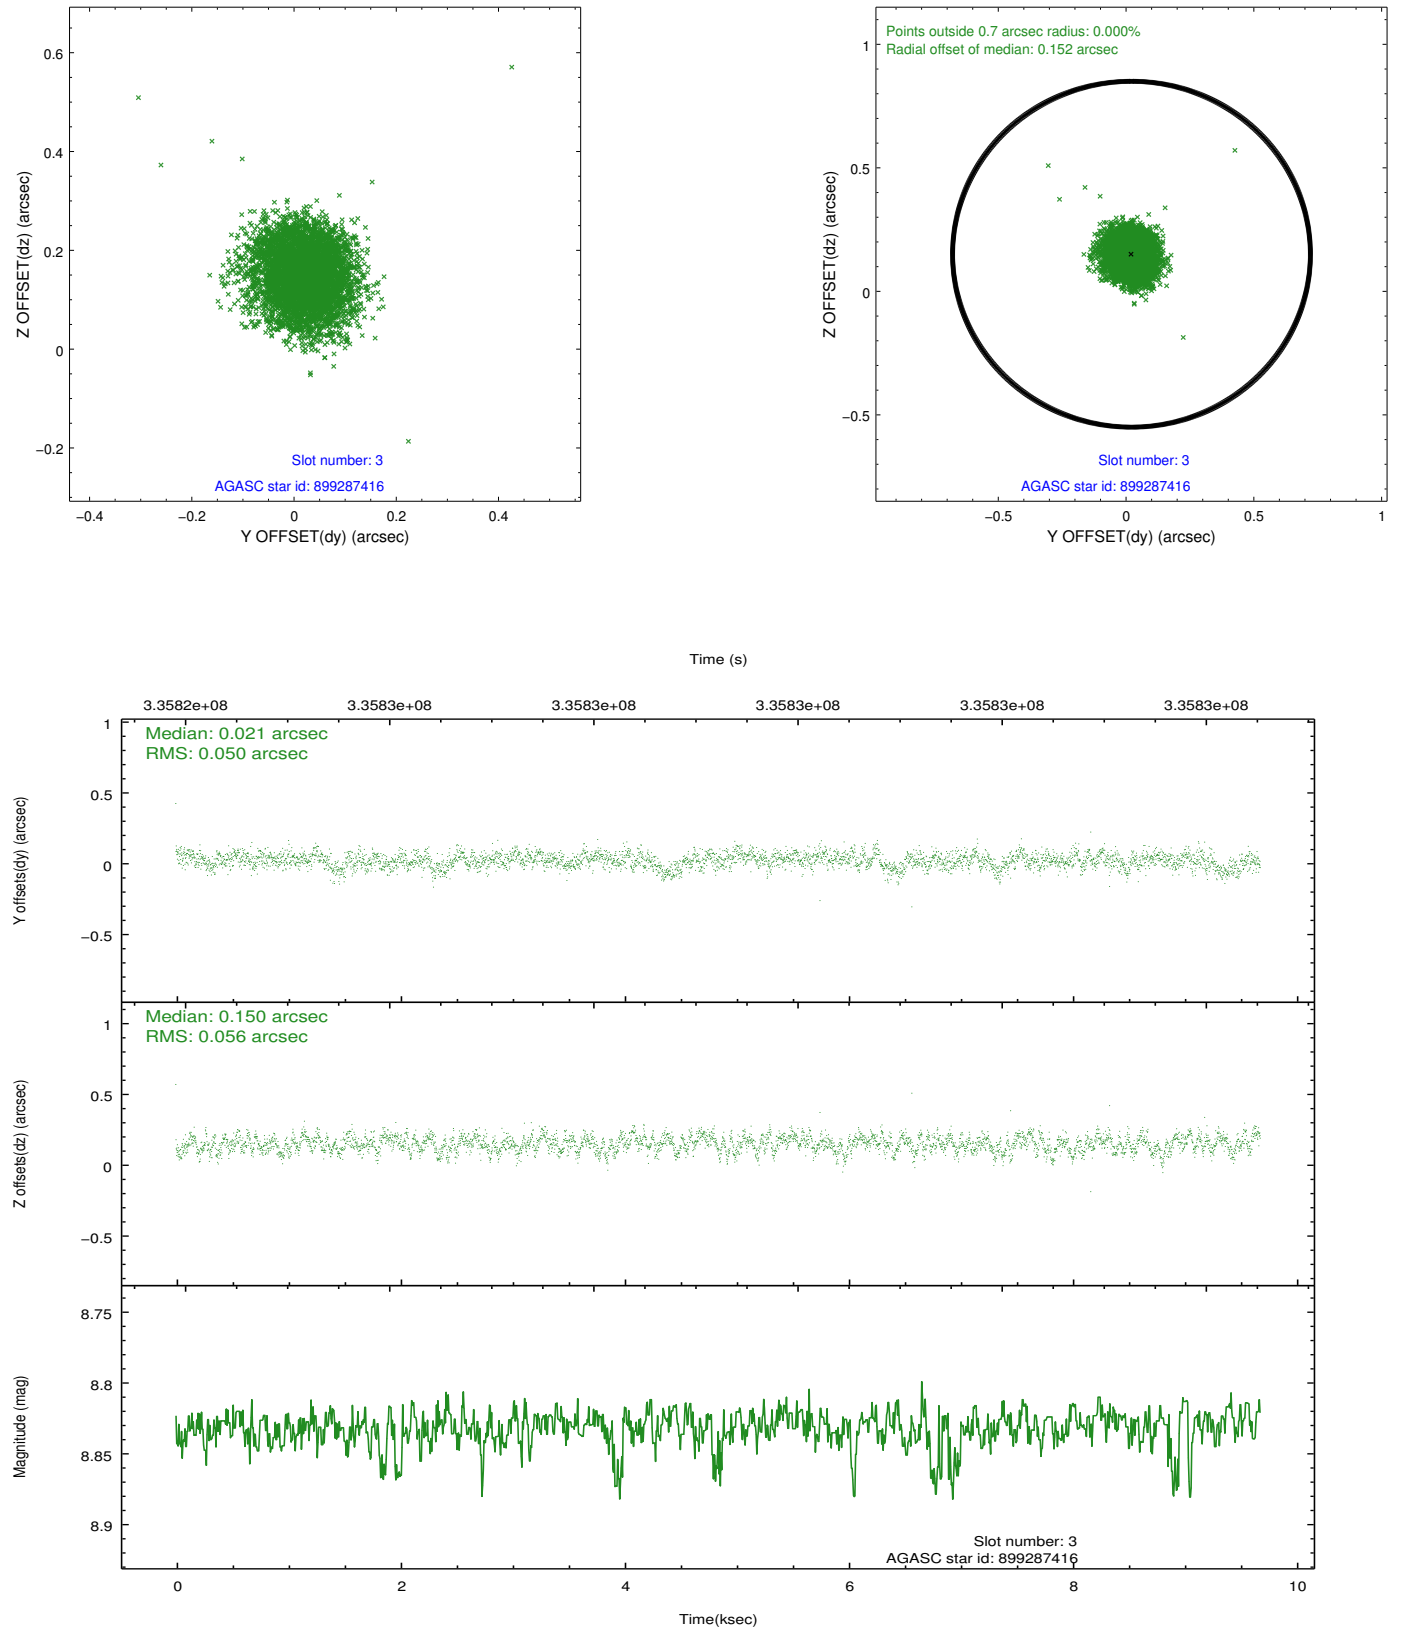 0.6
0.4
0.2
0
−0.2
Z OFFSET(dz) (arcsec)
Slot number: 3
AGASC star id: 899287416
−0.4 −0.2 0 0.2 0.4
Y OFFSET(dy) (arcsec)
Points outside 0.7 arcsec radius: 0.000%
Radial offset of median: 0.152 arcsec
1
0.5
0
−0.5
Z OFFSET(dz) (arcsec)
Slot number: 3
AGASC star id: 899287416
−0.5 0 0.5 1
Y OFFSET(dy) (arcsec)
Time (s)
3.3582e+08 3.3583e+08 3.3583e+08 3.3583e+08 3.3583e+08 3.3583e+08
Median: 0.021 arcsec
RMS: 0.050 arcsec
1
0.5
0
−0.5
Y offsets(dy) (arcsec)
Median: 0.150 arcsec
RMS: 0.056 arcsec
1
0.5
0
−0.5
Z offsets(dz) (arcsec)
8.75
8.8
8.85
8.9
Magnitude (mag)
Slot number: 3
AGASC star id: 899287416
0 2 4 6 8 10
Time(ksec)